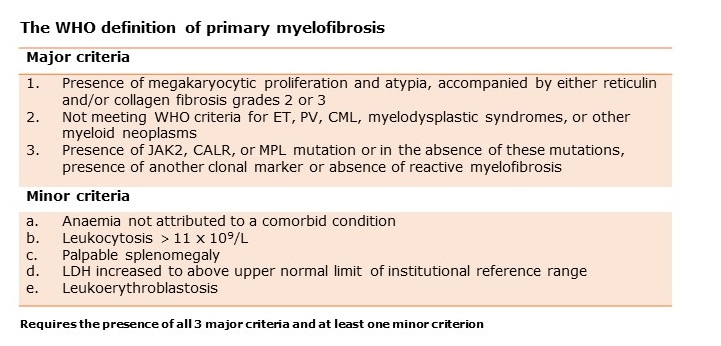 The WHO definition of primary myelofibrosis
Major criteria
1. Presence of megakaryocytic proliferation and atypia, accompanied by either reticulin
and/or collagen fibrosis grades 2 or 3
2. Not meeting WHO criteria for ET, PV, CML, myelodysplastic syndromes, or other
myeloid neoplasms
3. Presence of JAK2, CALR, or MPL mutation or in the absence of these mutations,
presence of another clonal marker or absence of reactive myelofibrosis
Minor criteria
a. Anaemia not attributed to a comorbid condition
b. Leukocytosis > 11 x 10⁹/L
c. Palpable splenomegaly
d. LDH increased to above upper normal limit of institutional reference range
e. Leukoerythroblastosis
Requires the presence of all 3 major criteria and at least one minor criterion